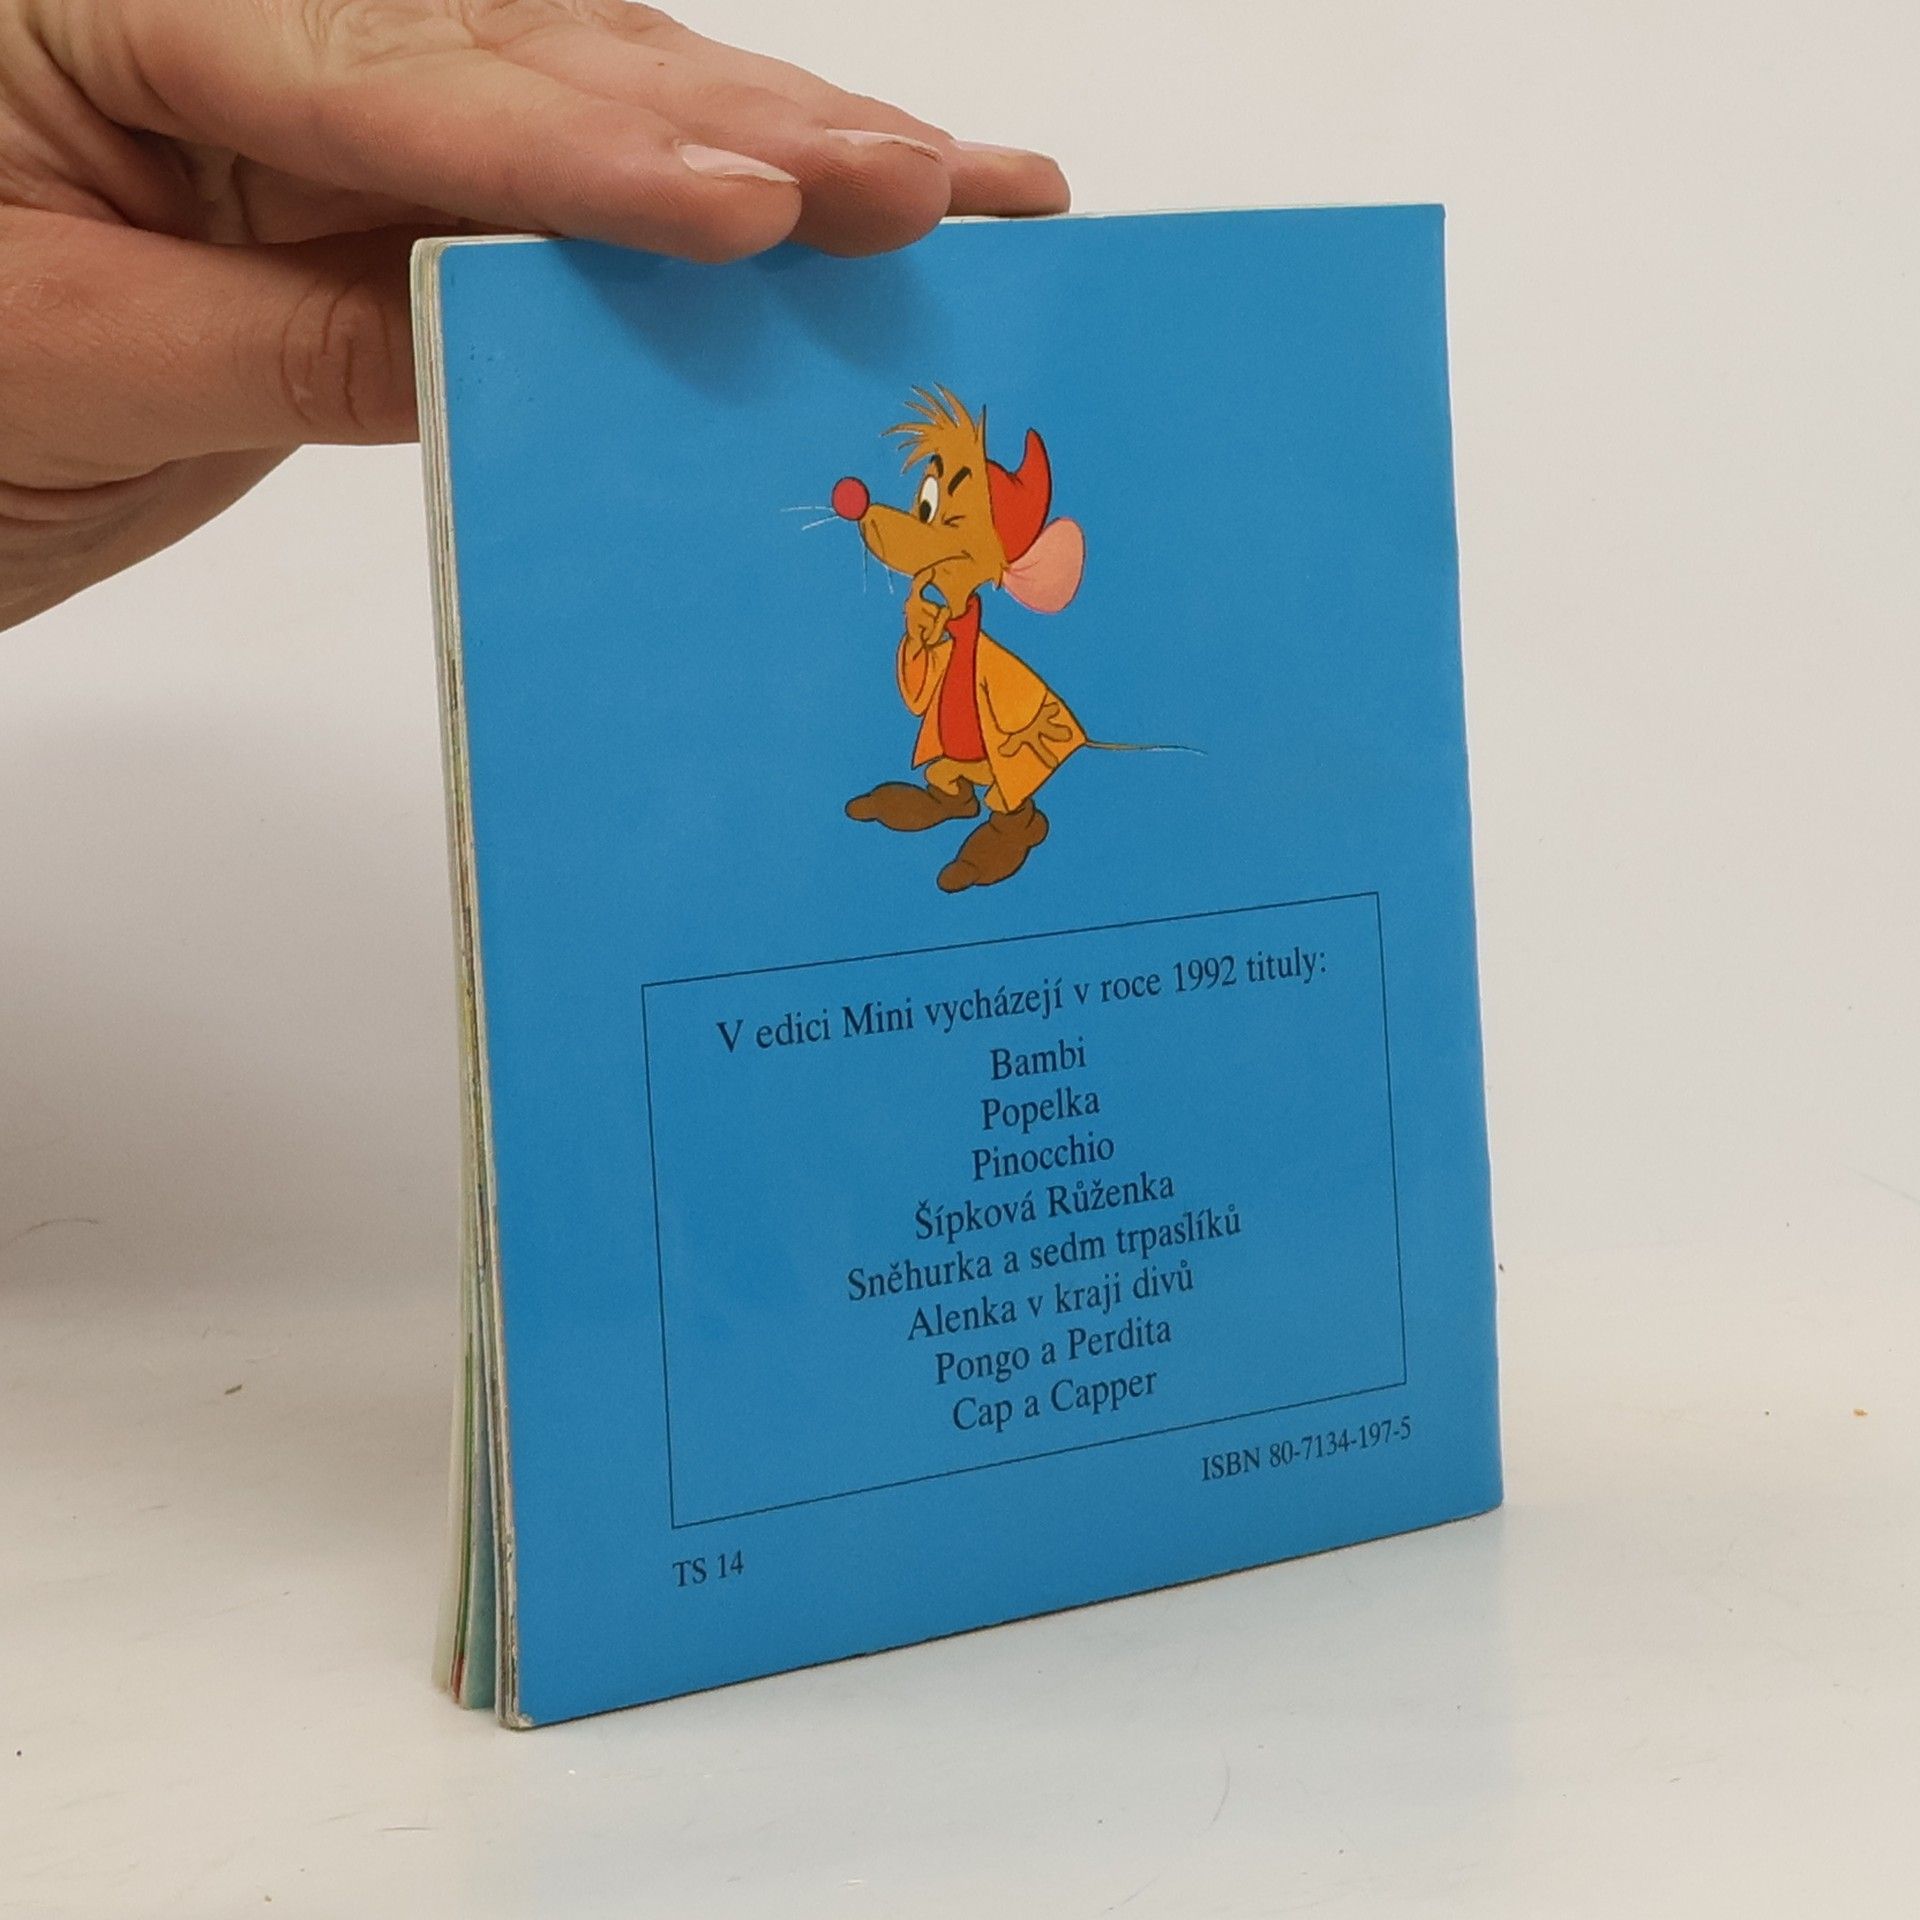 V edici Mini vycházejí v roce 1992 tituly:
Bambi
Popelka
Pinocchio
Šípková Růženka
Sněhurka a sedm trpaslíků
Alenka v kraji divů
Pongo a Perdita
Cap a Capper
ISBN 80-7134-197-5
TS 14